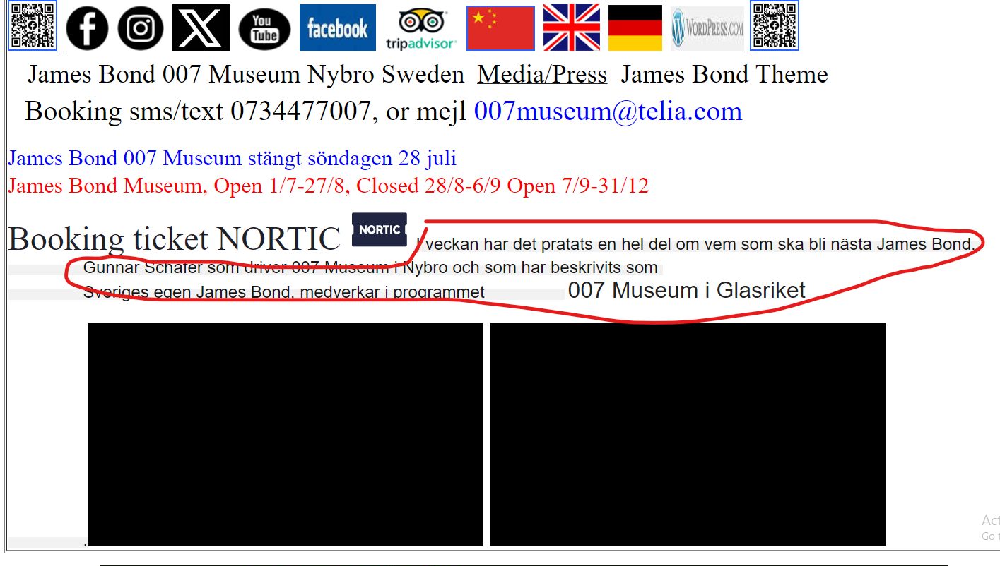 You Tube
facebook
tripadvisor
WORDPRESS.COM
James Bond 007 Museum Nybro Sweden Media/Press James Bond Theme
Booking sms/text 0734477007, or mejl 007museum@telia.com
James Bond 007 Museum stängt söndagen 28 juli
James Bond Museum, Open 1/7-27/8, Closed 28/8-6/9 Open 7/9-31/12
Booking ticket NORTIC NORTIC I veckan har det pratats en hel del om vem som ska bli nästa James Bond.
Gunnar Schäfer som driver 007 Museum i Nybro och som har beskrivits som
Sveriges egen James Bond, medverkar i programmet 007 Museum i Glasriket
Act
Go t
.